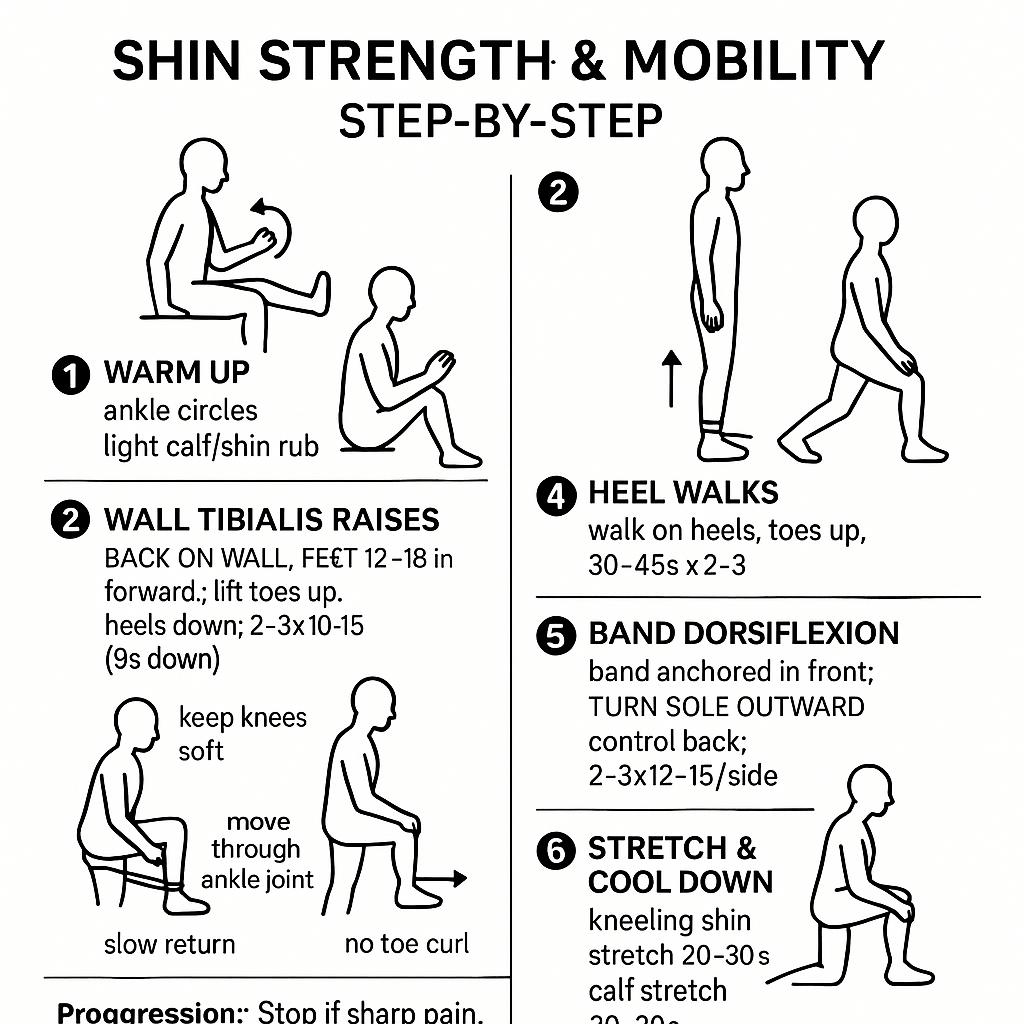 SHIN STRENGTH & MOBILITY
STEP-BY-STEP
1 WARM UP
ankle circles
light calf/shin rub
2 WALL TIBIALIS RAISES
BACK ON WALL, FE€T 12–18 in
forward.; lift toes up.
heels down; 2–3x10-15
(9s down)
keep knees
soft
move
through
ankle joint
slow return
no toe curl
Proggression:: Stop if sharp pain.
2
4 HEEL WALKS
walk on heels, toes up,
30–45s x 2–3
5 BAND DORSIFLEXION
band anchored in front;
TURN SOLE OUTWARD
control back;
2–3x12–15/side
6 STRETCH &
COOL DOWN
kneeling shin
stretch 20–30 s
calf stretch